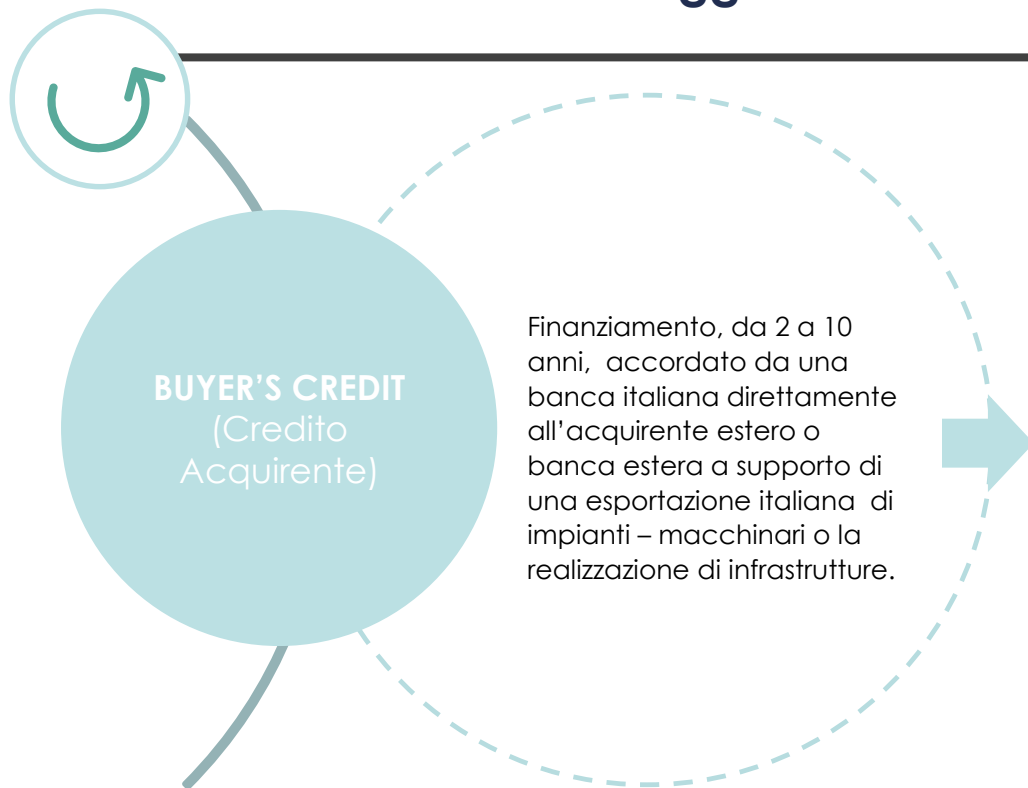 BUYER’S CREDIT
(Credito
Acquirente)
Finanziamento, da 2 a 10
anni,  accordato da una
banca italiana direttamente
all’acquirente estero o
banca estera a supporto di
una esportazione italiana  di
impianti – macchinari o la
realizzazione di infrastrutture.